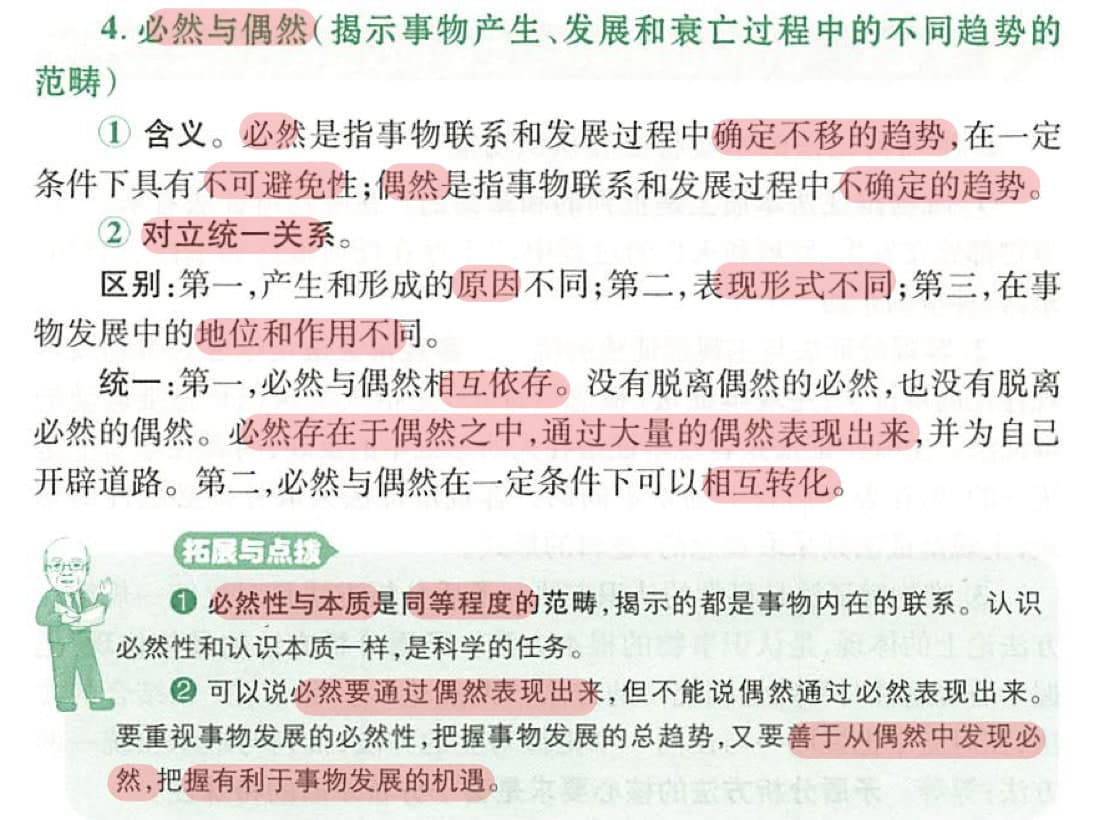 4. 必然与偶然(揭示事物产生、发展和衰亡过程中的不同趋势的
范畴)
① 含义。必然是指事物联系和发展过程中确定不移的趋势,在一定
条件下具有不可避免性;偶然是指事物联系和发展过程中不确定的趋势。
② 对立统一关系。
区别:第一,产生和形成的原因不同;第二,表现形式不同;第三,在事
物发展中的地位和作用不同。
统一:第一,必然与偶然相互依存。没有脱离偶然的必然,也没有脱离
必然的偶然。必然存在于偶然之中,通过大量的偶然表现出来,并为自己
开辟道路。第二,必然与偶然在一定条件下可以相互转化。
拓展与点拨
❶ 必然性与本质是同等程度的范畴,揭示的都是事物内在的联系。认识
必然性和认识本质一样,是科学的任务。
❷ 可以说必然要通过偶然表现出来,但不能说偶然通过必然表现出来。
要重视事物发展的必然性,把握事物发展的总趋势,又要善于从偶然中发现必
然,把握有利于事物发展的机遇。